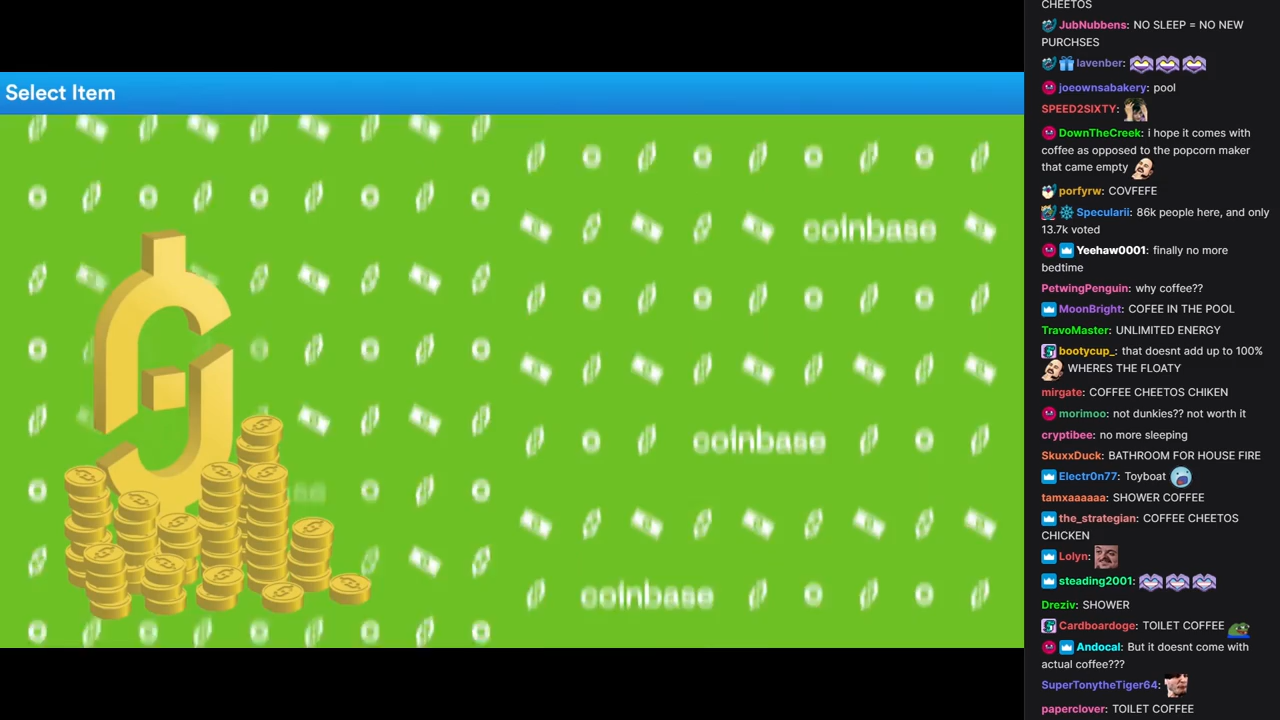 Select Item
coinbase
coinbase
coinbase
CHEETOS
JubNubbens: NO SLEEP = NO NEW
PURCHSES
lavenber:
joeownsabakery: pool
SPEED2SIXTY:
DownTheCreek: i hope it comes with
coffee as opposed to the popcorn maker
that came empty
porfyrw: COVFEFE
Specularii: 86k people here, and only
13.7k voted
Yeehaw0001: finally no more
bedtime
PetwingPenguin: why coffee??
MoonBright: COFEE IN THE POOL
TravoMaster: UNLIMITED ENERGY
bootycup_: that doesnt add up to 100%
WHERES THE FLOATY
mirgate: COFFEE CHEETOS CHIKEN
morimoo: not dunkies?? not worth it
cryptibee: no more sleeping
SkuxxDuck: BATHROOM FOR HOUSE FIRE
Electr0n77: Toyboat
tamxaaaaaa: SHOWER COFFEE
the_strategian: COFFEE CHEETOS
CHICKEN
Lolyn:
steading2001:
Dreziv: SHOWER
Cardboardoge: TOILET COFFEE
Andocal: But it doesnt come with
actual coffee???
SuperTonytheTiger64:
paperclover: TOILET COFFEE